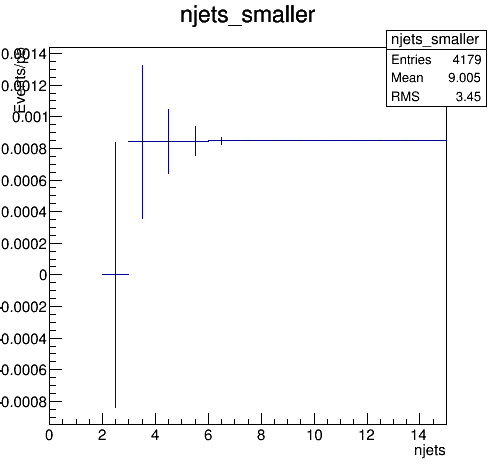 njets_smaller
njets_smaller
Entries 4179
Mean 9.005
RMS 3.45
0.0014
0.0012
0.001
0.0008
0.0006
0.0004
0.0002
0
-0.0002
-0.0004
-0.0006
-0.0008
0 2 4 6 8 10 12 14
njets